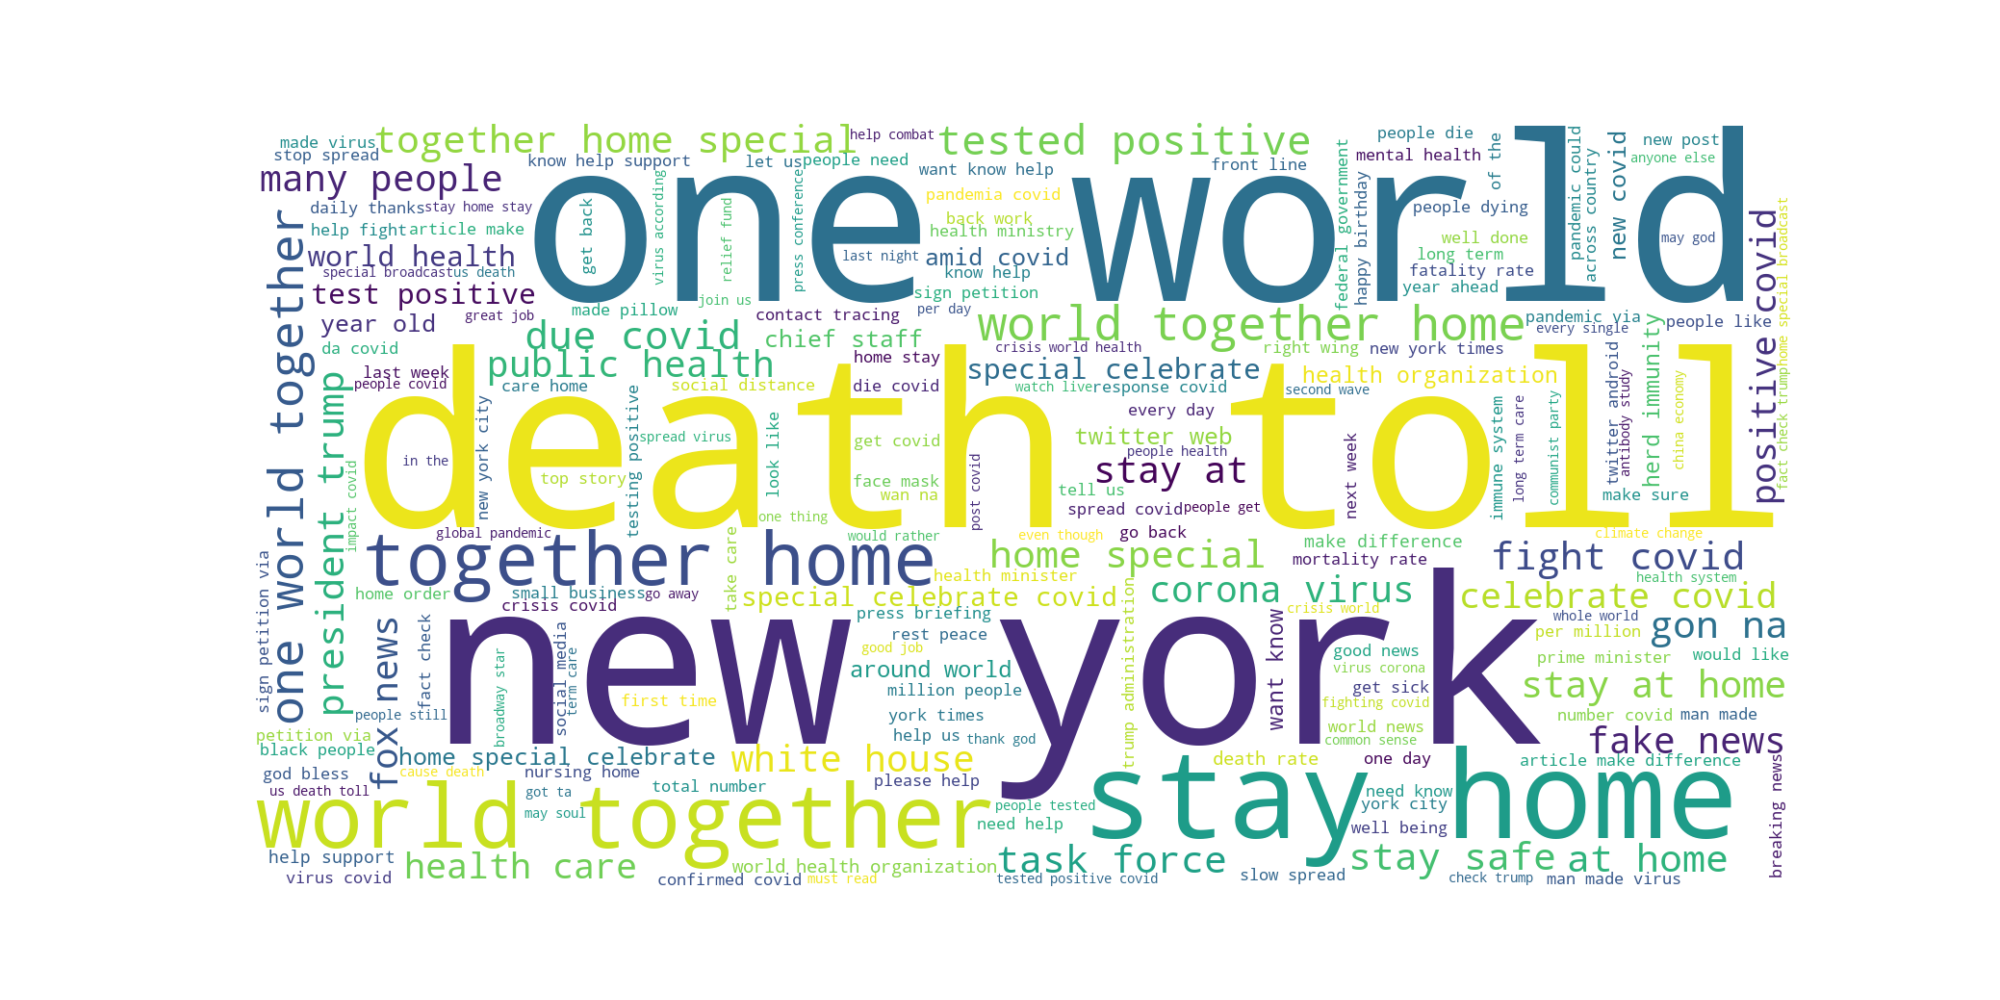 made virus
together home special
help combat
tested positive
people die
new post
stop spread
know help support
let us
people need
want know help
front line
mental health
anyone else
many people
one world
daily thanks
stay home stay
pandemia covid
people dying
help fight
article make
back work
health ministry
well done
may god
world health
get back
last night
amid covid
long term
special broadcast
us death
know help
fatality rate
test positive
made pillow
join us
sign petition
year ahead
year old
great job
contact tracing
per day
world together home
pandemic via
people like
every single
da covid
due covid
chief staff
crisis world health
right wing
new york times
last week
people covid
public health
home stay
special celebrate
health organization
care home
social distance
die covid
watch live
response covid
second wave
death toll
every day
in the
spread virus
get covid
twitter web
people health
top story
face mask
stay at
wan na
tell us
make sure
one thing
spread covid
people get
global pandemic
would rather
even though
go back
climate change
together home
home special
make difference
mortality rate
fight covid
health minister
health system
home order
small business
go away
crisis covid
special celebrate covid
corona virus
celebrate covid
press briefing
crisis world
whole world
new york
rest peace
good job
per million
gon na
good news
prime minister
would like
around world
virus corona
first time
million people
get sick
fighting covid
stay at home
people still
york times
number covid
man made
petition via
help us
thank god
world news
common sense
fake news
black people
home special celebrate
white house
death rate
one day
article make difference
god bless
cause death
nursing home
please help
us death toll
got ta
total number
stay home
need know
world together
may soul
people tested
york city
need help
well being
help support
health care
world health organization
task force
stay safe
at home
virus covid
confirmed covid
must read
tested positive covid
slow spread
check trump
man made virus
one world together
president trump
sign petition via
fox news
fact check
impact covid
new york city
broadway star
social media
term care
testing positive
virus according
relief fund
press conference
look like
take care
post covid
trump administration
want know
federal government
happy birthday
next week
immune system
long term care
communist party
of the
pandemic could
across country
new covid
twitter android
antibody study
herd immunity
china economy
positive covid
fact check trump
home special broadcast
breaking news